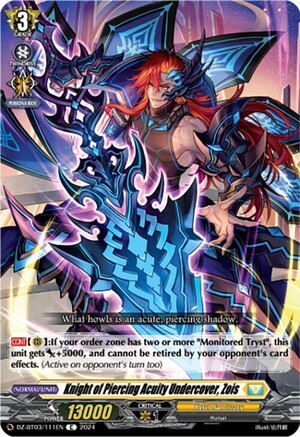 3
GRADE
TWINDRIVE
PERSONA RIDE
What howls is an acute, piercing shadow.
CONT【 】:If your order zone has two or more "Monitored Tryst", this
unit gets +5000, and cannot be retired by your opponent's card
effects. (Active on opponent's turn too)
NORMAL UNIT Knight of Piercing Acuity Undercover, Zois
POWER 13000 CRITICAL 1
Human
DZ-BT03/111EN C 2024